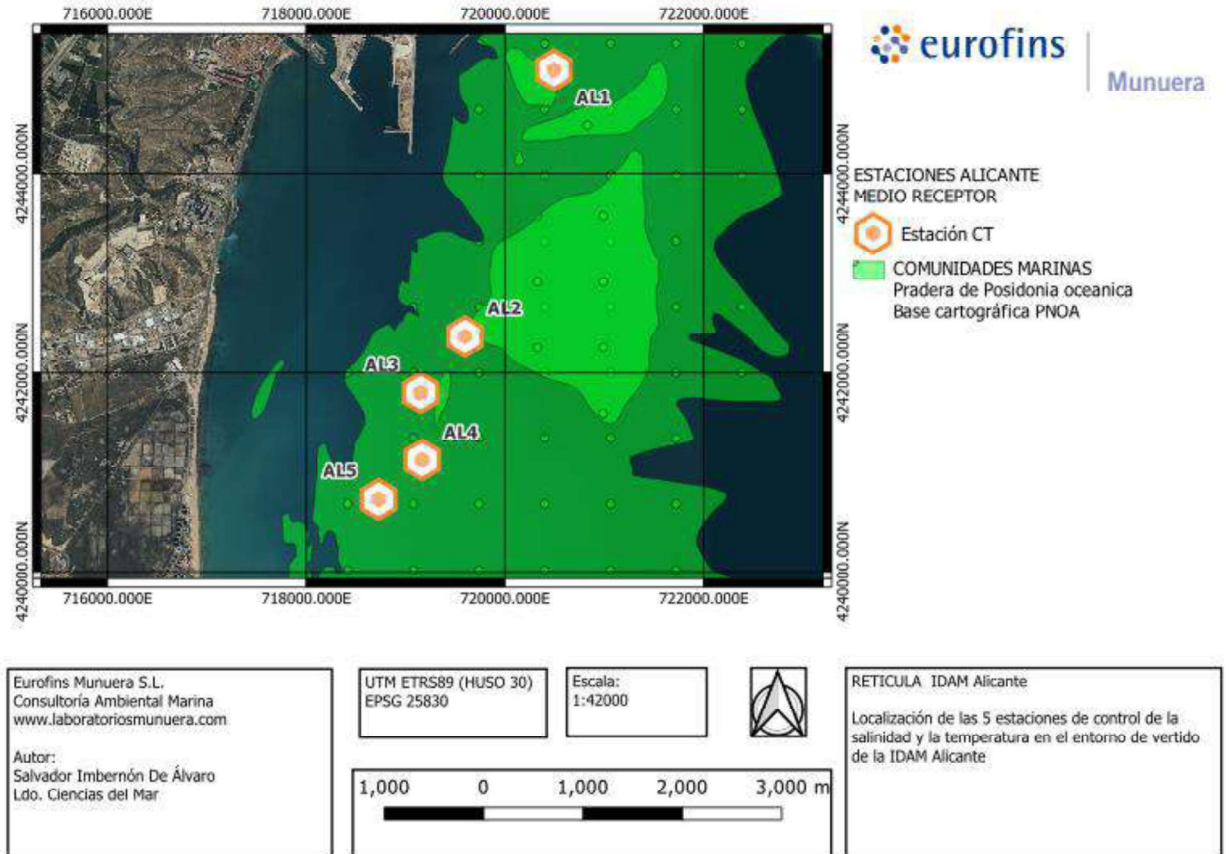 716000.000E 718000.000E 720000.000E 722000.000E
4244000.000N
4242000.000N
4240000.000N
AL1
AL2
AL3
AL4
AL5
4244000.000N
4242000.000N
4240000.000N
716000.000E 718000.000E 720000.000E 722000.000E
eurofins
Munuera
ESTACIONES ALICANTE
MEDIO RECEPTOR
Estación CT
COMUNIDADES MARINAS
Pradera de Posidonia oceanica
Base cartográfica PNOA
Eurofins Munuera S.L.
Consultoría Ambiental Marina
www.laboratoriosmunuera.com
Autor:
Salvador Imbernón De Álvaro
Ldo. Ciencias del Mar
UTM ETRS89 (HUSO 30)
EPSG 25830
Escala:
1:42000
1,000 0 1,000 2,000 3,000 m
RETICULA IDAM Alicante
Localización de las 5 estaciones de control de la
salinidad y la temperatura en el entorno de vertido
de la IDAM Alicante